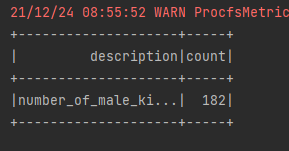 21/12/24 08:55:52 WARN ProcfsMetric
+--------------------+-----+
|         description|count|
+--------------------+-----+
|number_of_male_ki...|  182|
+--------------------+-----+